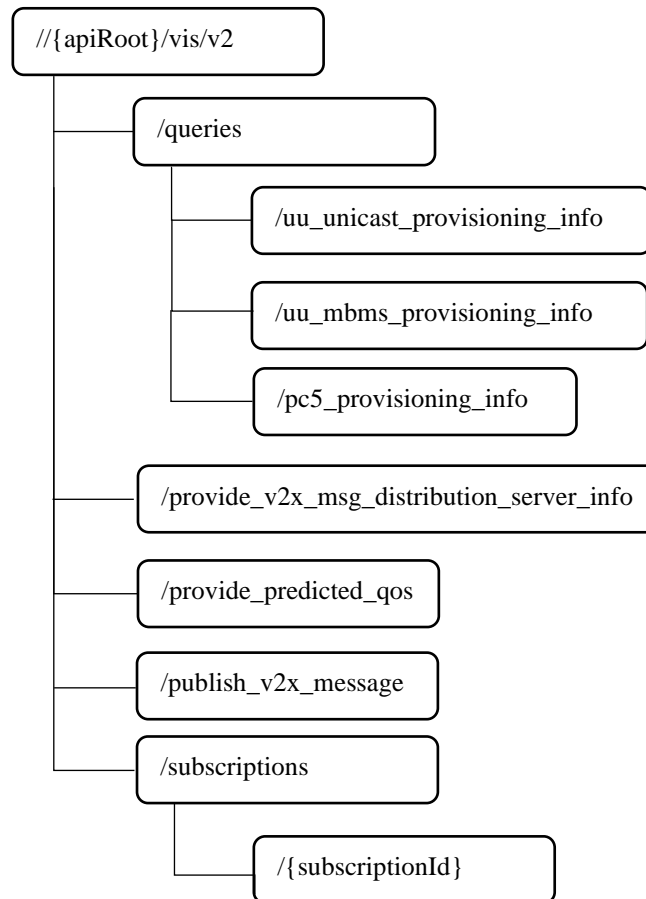 //{apiRoot}/vis/v2
/queries
/uu_unicast_provisioning_info
/uu_mbms_provisioning_info
/pc5_provisioning_info
/provide_v2x_msg_distribution_server_info
/provide_predicted_qos
/publish_v2x_message
/subscriptions
/{subscriptionId}